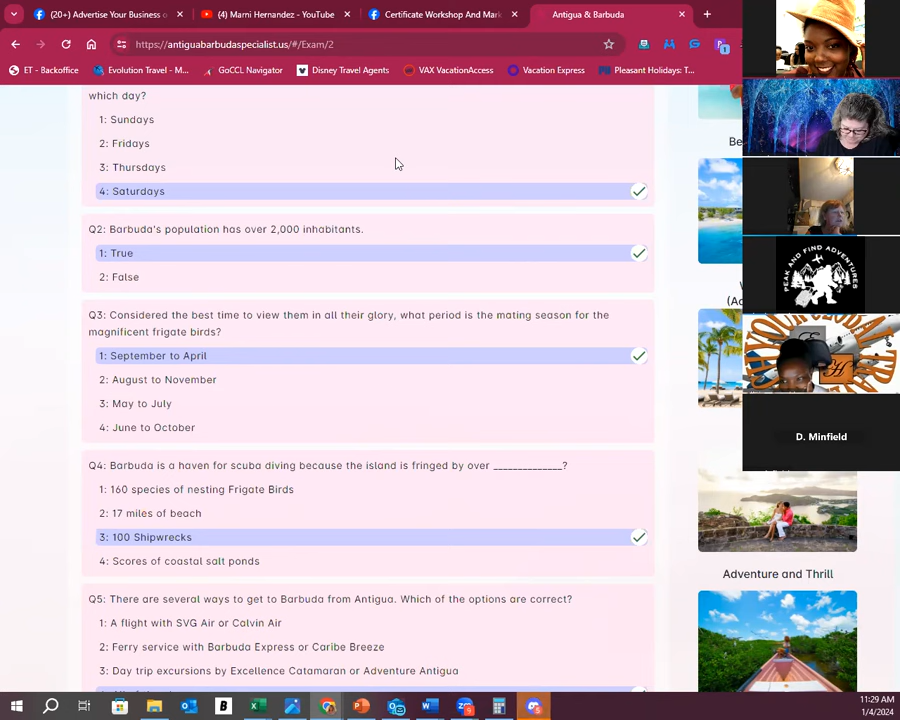 (20+) Advertise Your Business o
(4) Marni Hernandez - YouTube
Certificate Workshop And Mark
Antigua & Barbuda
https://antiguabarbudaspecialist.us/#/Exam/2
1
ET - Backoffice
Evolution Travel - M...
GoCCL Navigator
Disney Travel Agents
VAX VacationAccess
Vacation Express
Pleasant Holidays: T...
which day?
1: Sundays
2: Fridays
3: Thursdays
4: Saturdays
Q2: Barbuda's population has over 2,000 inhabitants.
1: True
2: False
Q3: Considered the best time to view them in all their glory, what period is the mating season for the
magnificent frigate birds?
1: September to April
2: August to November
3: May to July
4: June to October
Q4: Barbuda is a haven for scuba diving because the island is fringed by over ______________?
1: 160 species of nesting Frigate Birds
2: 17 miles of beach
3: 100 Shipwrecks
4: Scores of coastal salt ponds
Q5: There are several ways to get to Barbuda from Antigua. Which of the options are correct?
1: A flight with SVG Air or Calvin Air
2: Ferry service with Barbuda Express or Caribe Breeze
3: Day trip excursions by Excellence Catamaran or Adventure Antigua
Be
(A
Adventure and Thrill
PEAK AND FIND ADVENTURES
E
H
D. Minfield
11:29 AM
1/4/2024